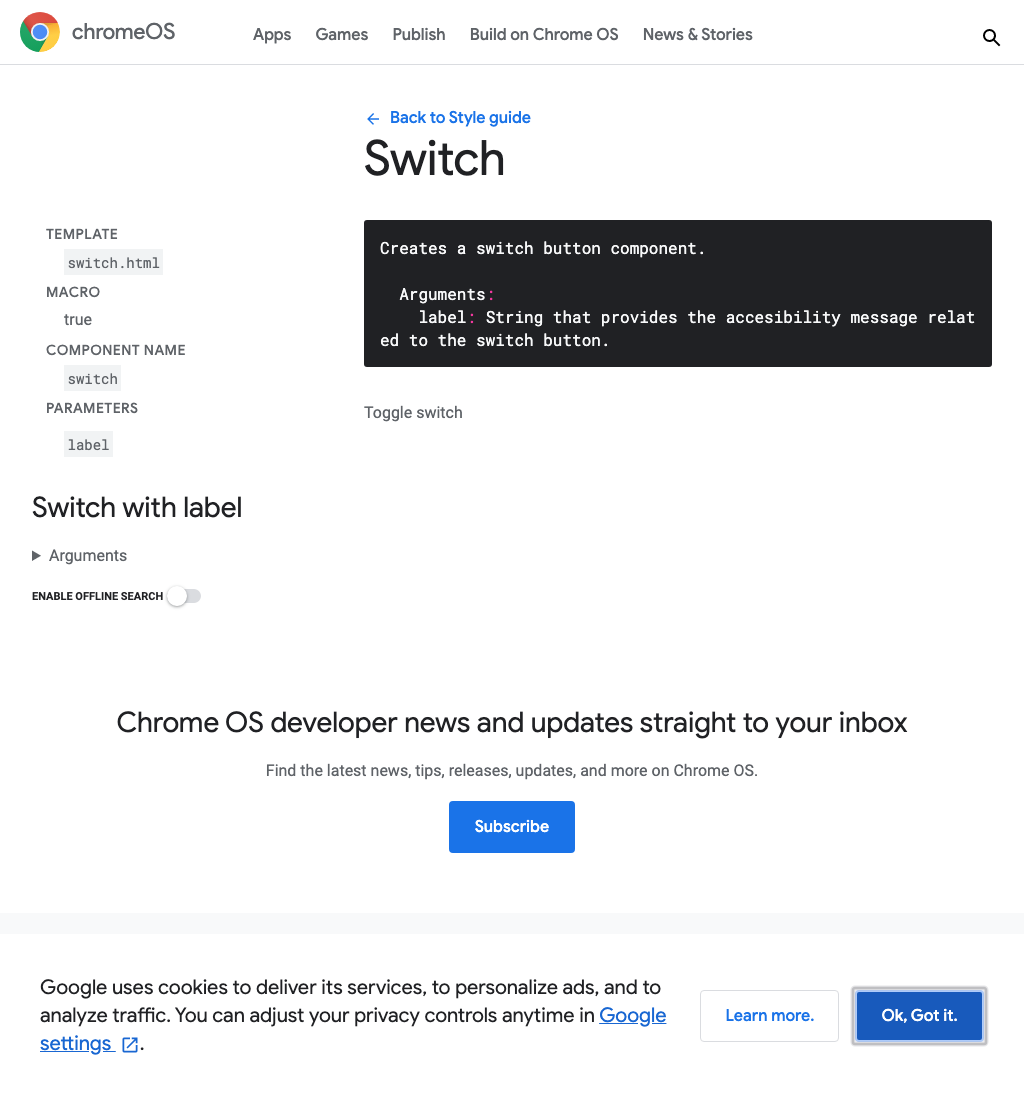 chromeOS
Apps Games Publish Build on Chrome OS News & Stories
Back to Style guide
Switch
TEMPLATE
switch.html
MACRO
true
COMPONENT NAME
switch
PARAMETERS
label
Creates a switch button component.
Arguments:
label: String that provides the accesibility message relat
ed to the switch button.
Toggle switch
Switch with label
Arguments
ENABLE OFFLINE SEARCH
Chrome OS developer news and updates straight to your inbox
Find the latest news, tips, releases, updates, and more on Chrome OS.
Subscribe
Google uses cookies to deliver its services, to personalize ads, and to
analyze traffic. You can adjust your privacy controls anytime in Google
settings .
Learn more.
Ok, Got it.